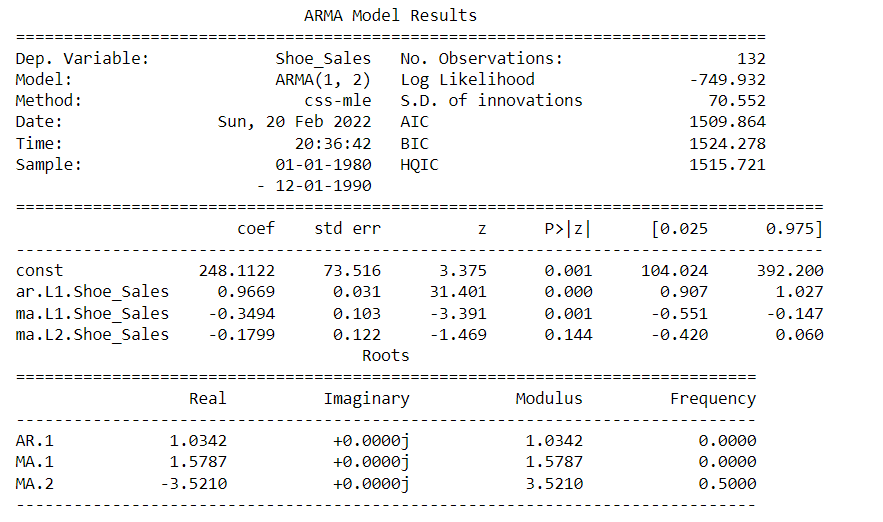 ARMA Model Results
==============================================================================
Dep. Variable: Shoe_Sales No. Observations: 132
Model: ARMA(1, 2) Log Likelihood -749.932
Method: css-mle S.D. of innovations 70.552
Date: Sun, 20 Feb 2022 AIC 1509.864
Time: 20:36:42 BIC 1524.278
Sample: 01-01-1980 HQIC 1515.721
- 12-01-1990
====================================================================================
coef std err z P>|z| [0.025 0.975]
------------------------------------------------------------------------------------
const 248.1122 73.516 3.375 0.001 104.024 392.200
ar.L1.Shoe_Sales 0.9669 0.031 31.401 0.000 0.907 1.027
ma.L1.Shoe_Sales -0.3494 0.103 -3.391 0.001 -0.551 -0.147
ma.L2.Shoe_Sales -0.1799 0.122 -1.469 0.144 -0.420 0.060
Roots
=============================================================================
Real Imaginary Modulus Frequency
-----------------------------------------------------------------------------
AR.1 1.0342 +0.0000j 1.0342 0.0000
MA.1 1.5787 +0.0000j 1.5787 0.0000
MA.2 -3.5210 +0.0000j 3.5210 0.5000
-----------------------------------------------------------------------------